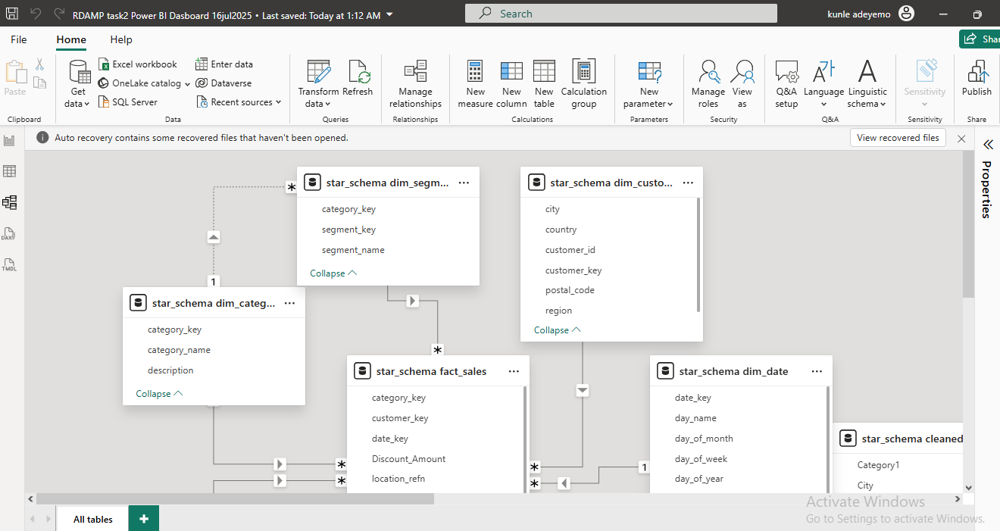 RDAMP task2 Power BI Dasboard 16jul2025 • Last saved: Today at 1:12 AM
Search
kunle adeyemo
File
Home
Help
Shar
Paste
Get
data
Excel workbook
OneLake catalog
SQL Server
Enter data
Dataverse
Recent sources
Transform
data
Refresh
Manage
relationships
New
measure
New
column
New
table
Calculation
group
New
parameter
Manage
roles
View
as
Q&A
setup
Language
Linguistic
schema
Sensitivity
Publish
Clipboard
Data
Queries
Relationships
Calculations
Parameters
Security
Q&A
Sensitivity
Share
Auto recovery contains some recovered files that haven't been opened.
View recovered files
DAX
TMDL
Properties
star_schema dim_segm...
category_key
segment_key
segment_name
Collapse
star_schema dim_custo...
city
country
customer_id
customer_key
postal_code
region
Collapse
*
1
star_schema dim_categ...
category_key
category_name
description
Collapse
*
star_schema fact_sales
category_key
customer_key
date_key
Discount_Amount
location_refn
*
*
*
*
1
star_schema dim_date
date_key
day_name
day_of_month
day_of_week
day_of_year
star_schema cleaned
Category1
City
All tables
Activate Windows
Go to Settings to activate Windows.